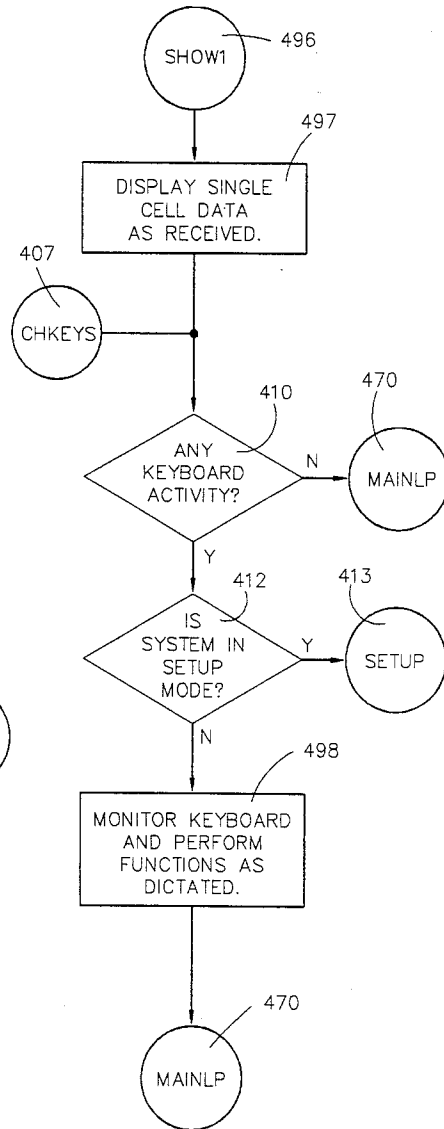 496
SHOW1
497
DISPLAY SINGLE
CELL DATA
AS RECEIVED.
407
CHKEYS
410
470
ANY
KEYBOARD
ACTIVITY?
N
MAINLP
Y
412
413
IS
SYSTEM IN
SETUP
MODE?
Y
SETUP
N
498
MONITOR KEYBOARD
AND PERFORM
FUNCTIONS AS
DICTATED.
470
MAINLP